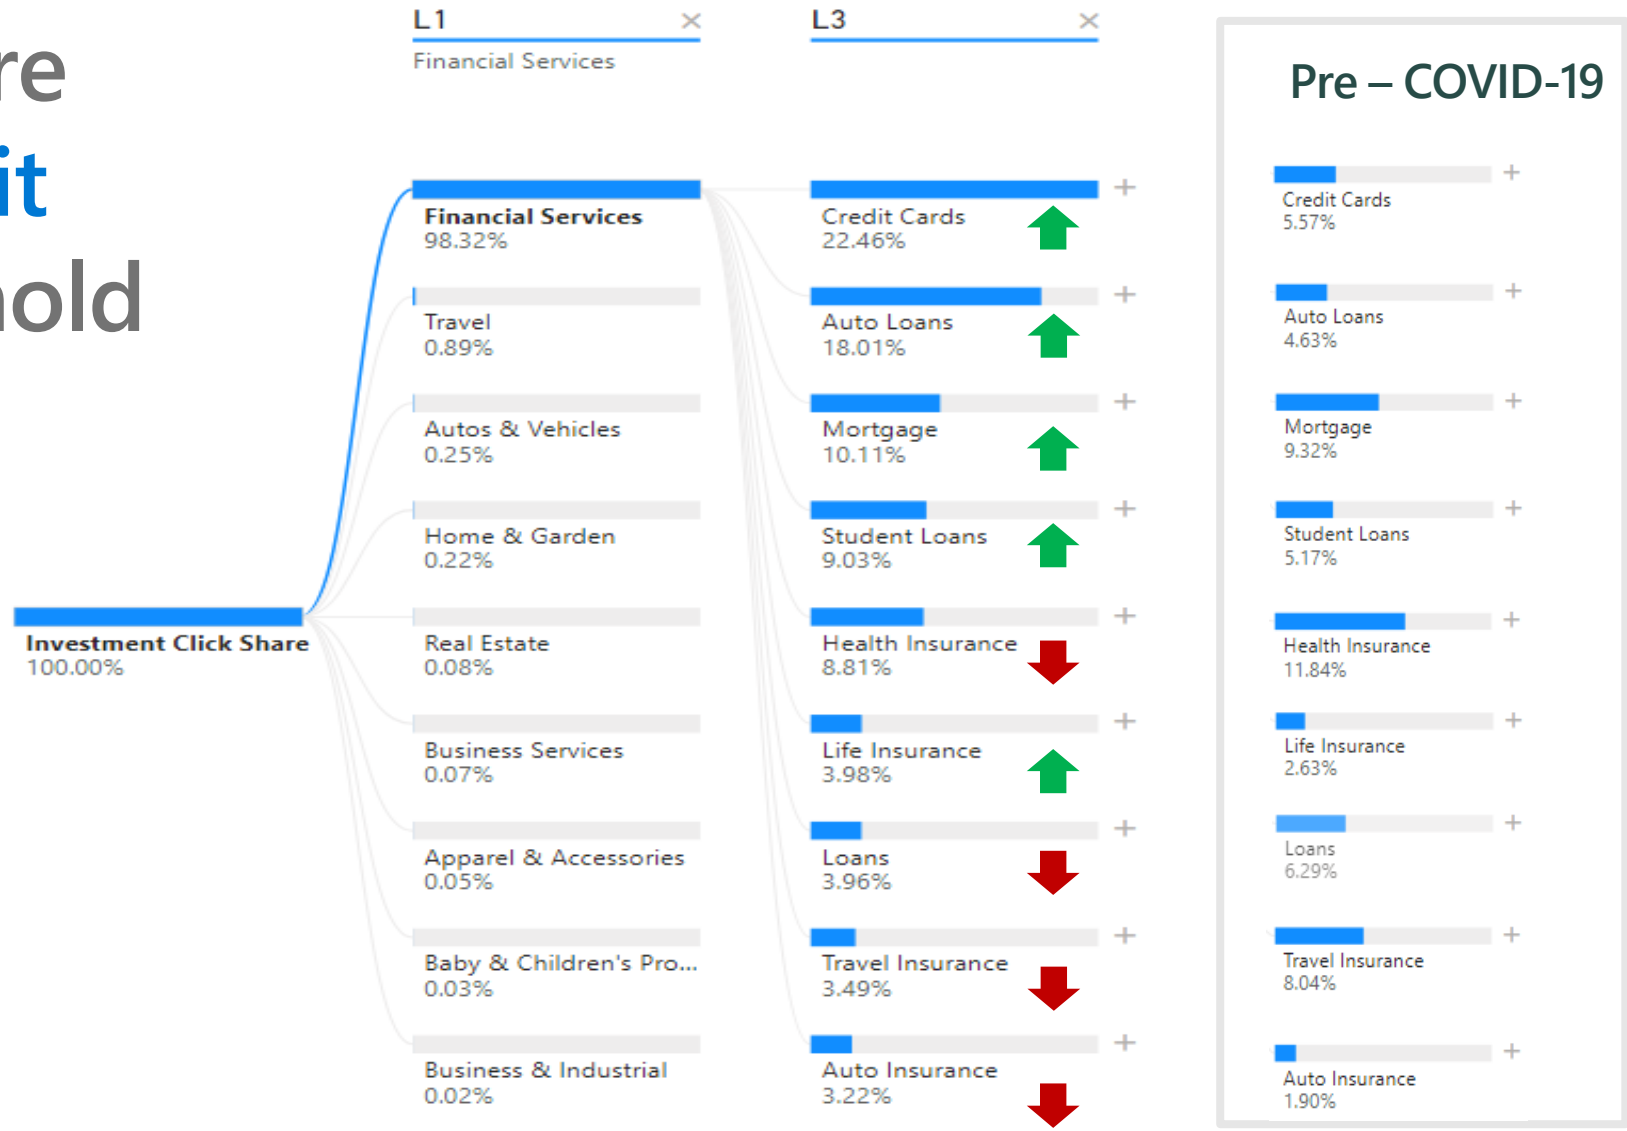 re
it
hold
L1 ×
Financial Services
L3 ×
Investment Click Share
100.00%
Financial Services
98.32%
Travel
0.89%
Autos & Vehicles
0.25%
Home & Garden
0.22%
Real Estate
0.08%
Business Services
0.07%
Apparel & Accessories
0.05%
Baby & Children's Pro...
0.03%
Business & Industrial
0.02%
Credit Cards
22.46%
Auto Loans
18.01%
Mortgage
10.11%
Student Loans
9.03%
Health Insurance
8.81%
Life Insurance
3.98%
Loans
3.96%
Travel Insurance
3.49%
Auto Insurance
3.22%
Pre – COVID-19
Credit Cards
5.57%
Auto Loans
4.63%
Mortgage
9.32%
Student Loans
5.17%
Health Insurance
11.84%
Life Insurance
2.63%
Loans
6.29%
Travel Insurance
8.04%
Auto Insurance
1.90%